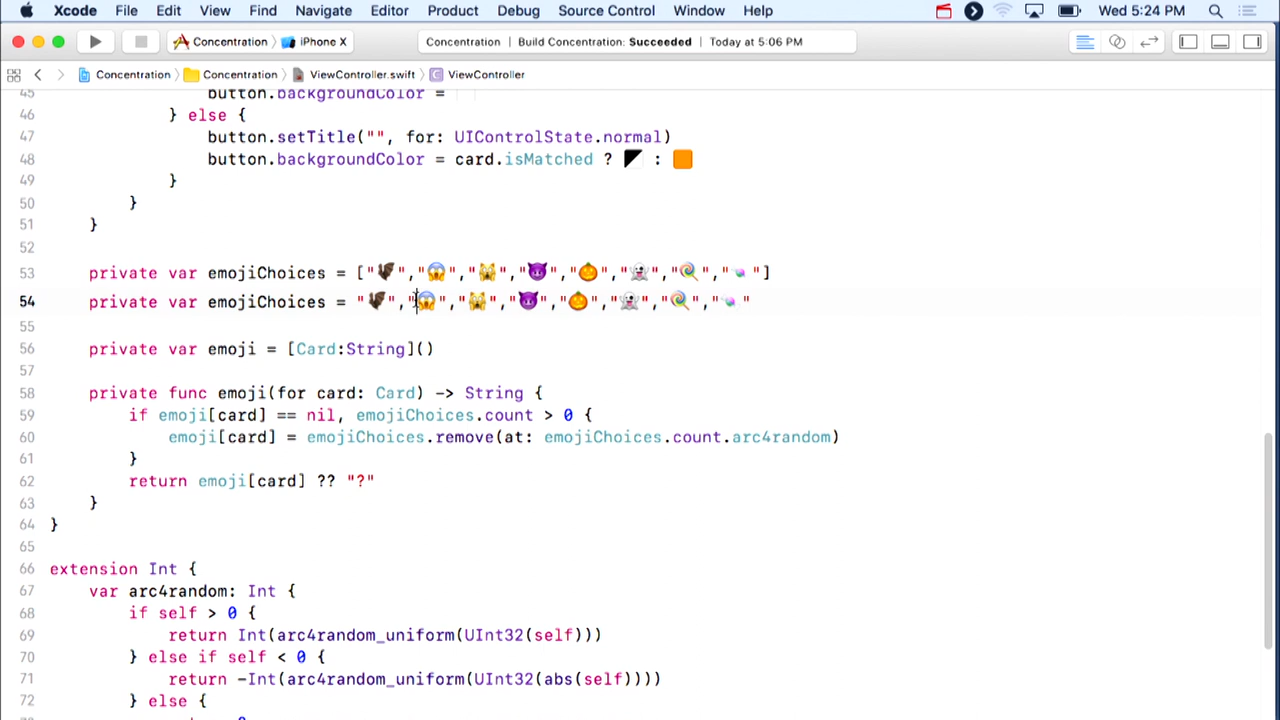 Xcode File Edit View Find Navigate Editor Product Debug Source Control Window Help Wed 5:24 PM
Concentration iPhone X Concentration | Build Concentration: Succeeded | Today at 5:06 PM
Concentration Concentration ViewController.swift ViewController
45 button.backgroundColor =
46 } else {
47 button.setTitle("", for: UIControlState.normal)
48 button.backgroundColor = card.isMatched ? :
49 }
50 }
51 }
52
53 private var emojiChoices = ["🦇","😱","🙀","😈","🎃","👻","🍭","🍬"]
54 private var emojiChoices = "🦇","😱","🙀","😈","🎃","👻","🍭","🍬"
55
56 private var emoji = [Card:String]()
57
58 private func emoji(for card: Card) -> String {
59 if emoji[card] == nil, emojiChoices.count > 0 {
60 emoji[card] = emojiChoices.remove(at: emojiChoices.count.arc4random)
61 }
62 return emoji[card] ?? "?"
63 }
64 }
65
66 extension Int {
67 var arc4random: Int {
68 if self > 0 {
69 return Int(arc4random_uniform(UInt32(self)))
70 } else if self < 0 {
71 return -Int(arc4random_uniform(UInt32(abs(self))))
72 } else {